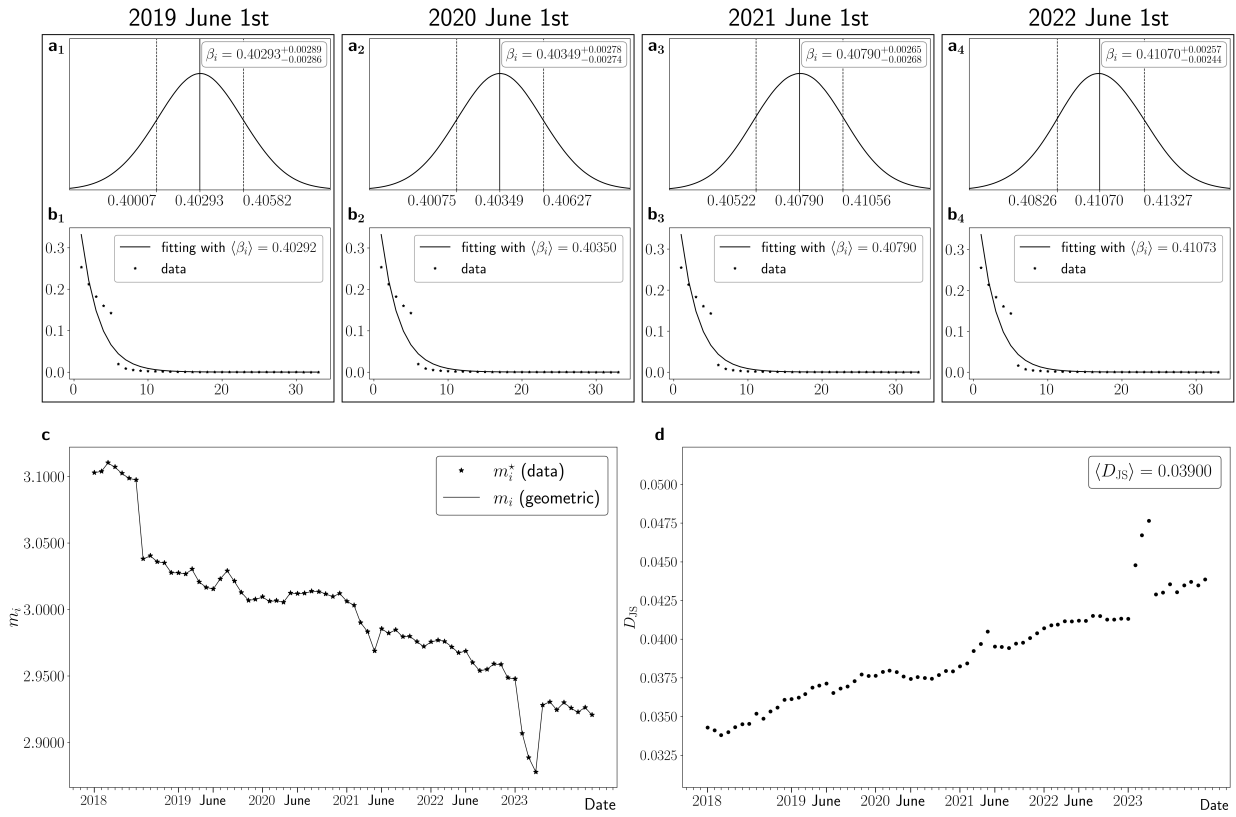 2019 June 1st
2020 June 1st
2021 June 1st
2022 June 1st
a₁
βᵢ = 0.40293 +0.00289 −0.00286
a₂
βᵢ = 0.40349 +0.00278 −0.00274
a₃
βᵢ = 0.40790 +0.00265 −0.00268
a₄
βᵢ = 0.41070 +0.00257 −0.00244
0.40007 0.40293 0.40582
0.40075 0.40349 0.40627
0.40522 0.40790 0.41056
0.40826 0.41070 0.41327
b₁
fitting with ⟨βᵢ⟩ = 0.40292
data
0.3
0.2
0.1
0.0
0 10 20 30
b₂
fitting with ⟨βᵢ⟩ = 0.40350
data
0.3
0.2
0.1
0.0
0 10 20 30
b₃
fitting with ⟨βᵢ⟩ = 0.40790
data
0.3
0.2
0.1
0.0
0 10 20 30
b₄
fitting with ⟨βᵢ⟩ = 0.41073
data
0.3
0.2
0.1
0.0
0 10 20 30
c
mᵢ⋆ (data)
mᵢ (geometric)
3.1000
3.0500
3.0000
2.9500
2.9000
mᵢ
2018 2019 June 2020 June 2021 June 2022 June 2023
Date
d
⟨D_JS⟩ = 0.03900
0.0500
0.0475
0.0450
0.0425
0.0400
0.0375
0.0350
0.0325
D_JS
2018 2019 June 2020 June 2021 June 2022 June 2023
Date